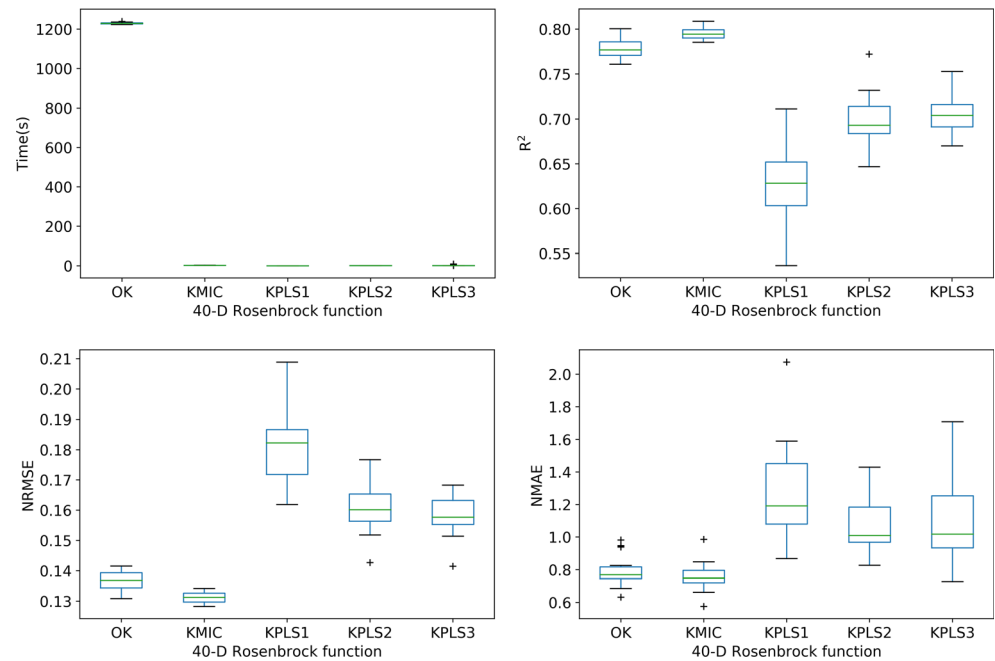 1200
1000
800
600
400
200
0
Time(s)
OK KMIC KPLS1 KPLS2 KPLS3
40-D Rosenbrock function
0.80
0.75
0.70
0.65
0.60
0.55
R²
OK KMIC KPLS1 KPLS2 KPLS3
40-D Rosenbrock function
0.21
0.20
0.19
0.18
0.17
0.16
0.15
0.14
0.13
NRMSE
OK KMIC KPLS1 KPLS2 KPLS3
40-D Rosenbrock function
2.0
1.8
1.6
1.4
1.2
1.0
0.8
0.6
NMAE
OK KMIC KPLS1 KPLS2 KPLS3
40-D Rosenbrock function